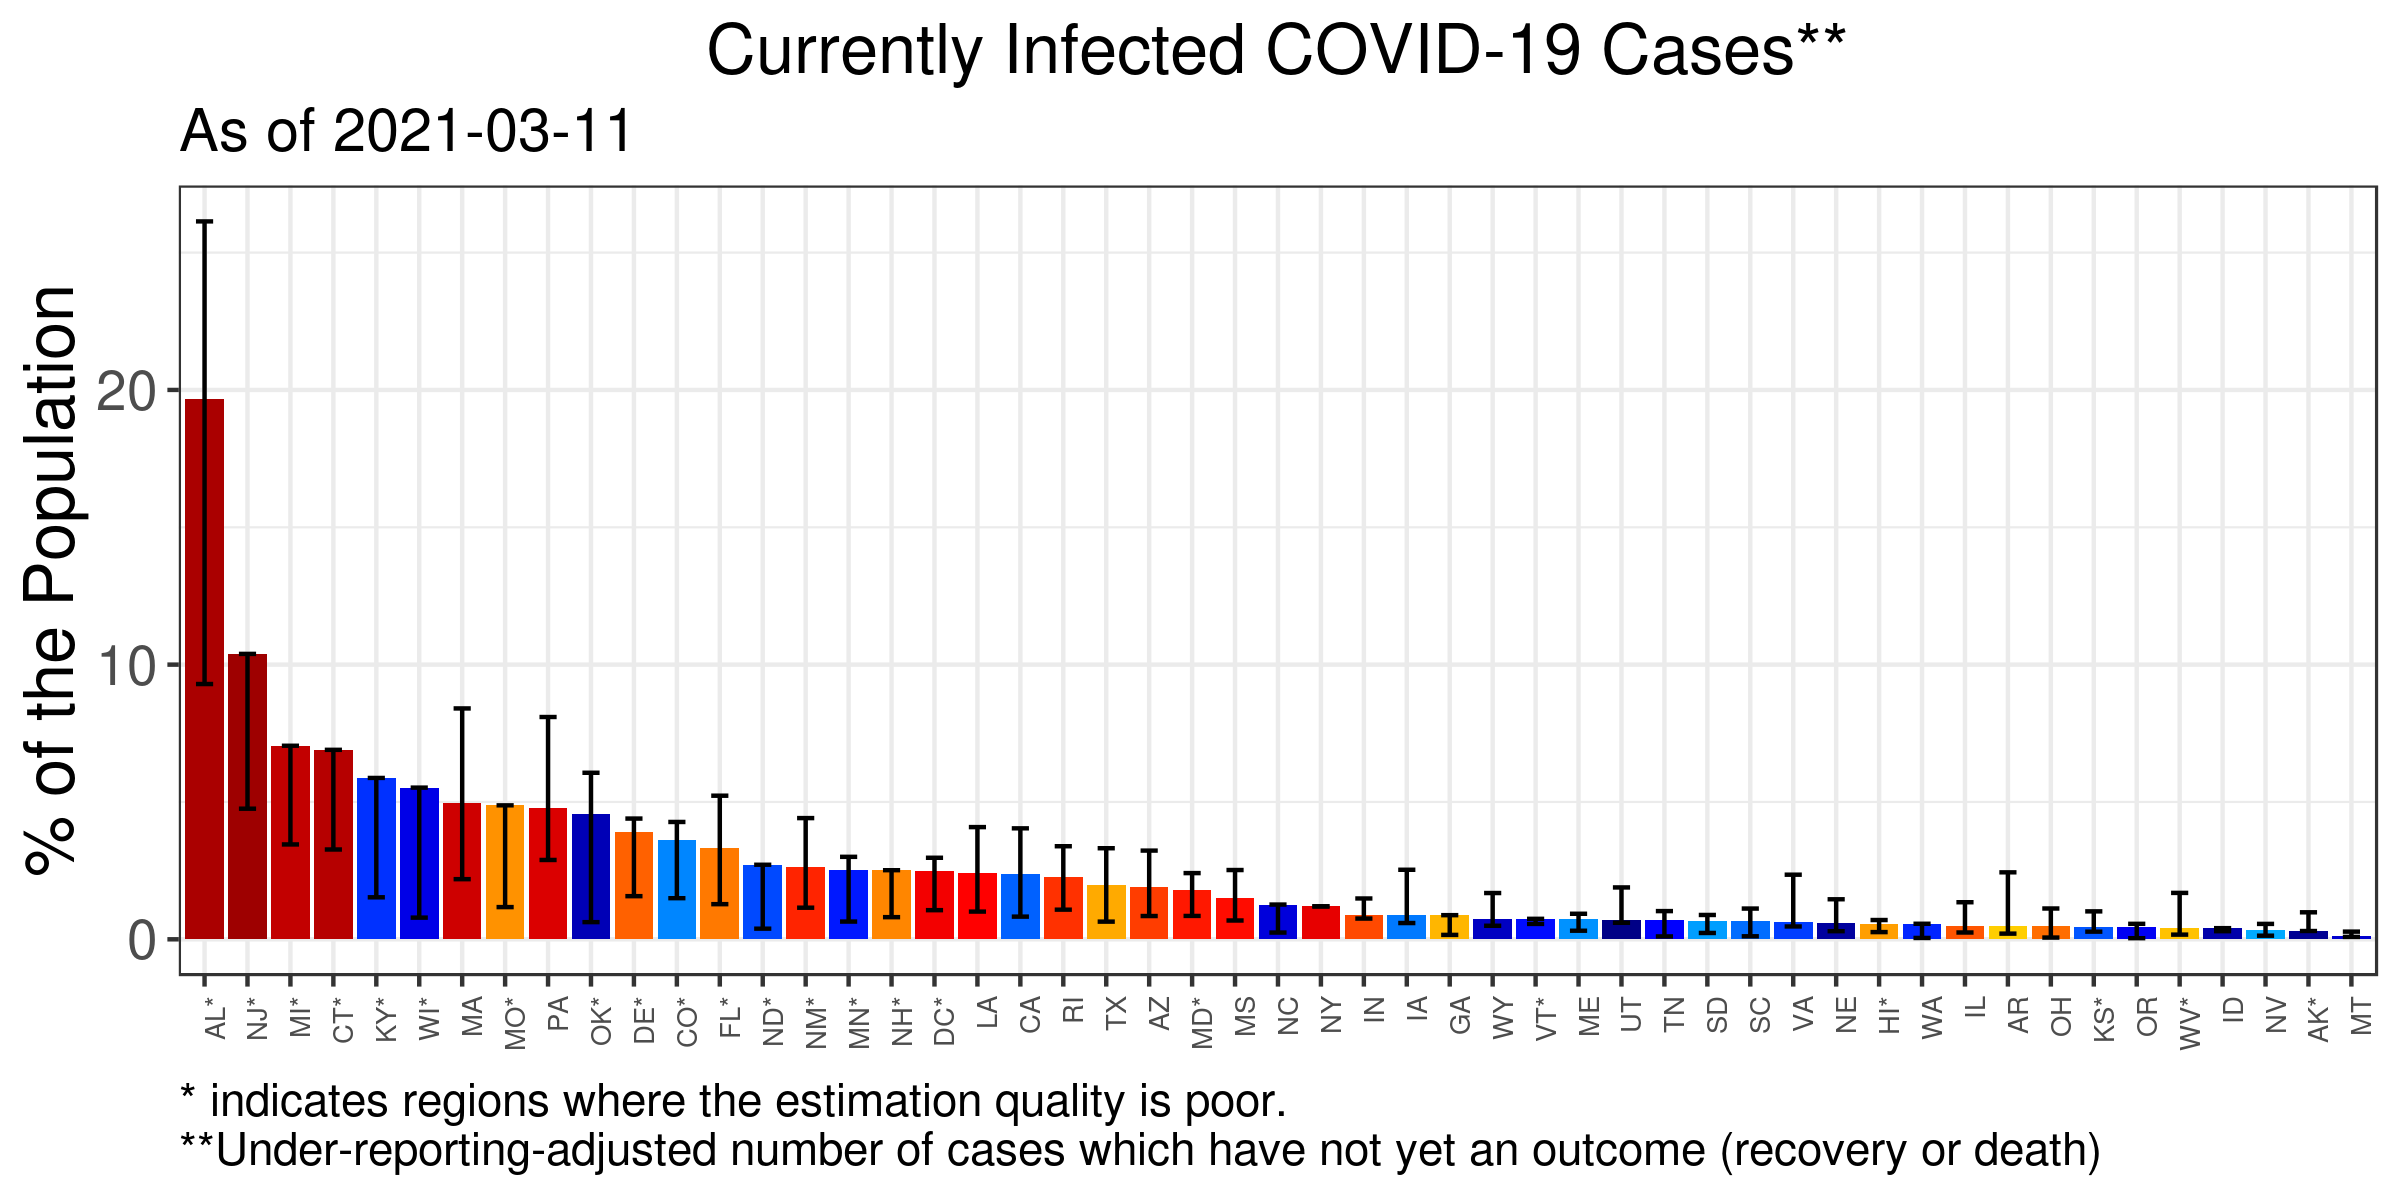 Currently Infected COVID-19 Cases**
As of 2021-03-11
% of the Population
20
10
0
AL* NJ* MI* CT* KY* WI* MA MO* PA OK* DE* CO* FL* ND* NM* MN* NH* DC* LA CA RI TX AZ MD* MS NC NY IN IA GA WY VT* ME UT TN SD SC VA NE HI* WA IL AR OH KS* OR WV* ID NV AK* MT
* indicates regions where the estimation quality is poor.
**Under-reporting-adjusted number of cases which have not yet an outcome (recovery or death)